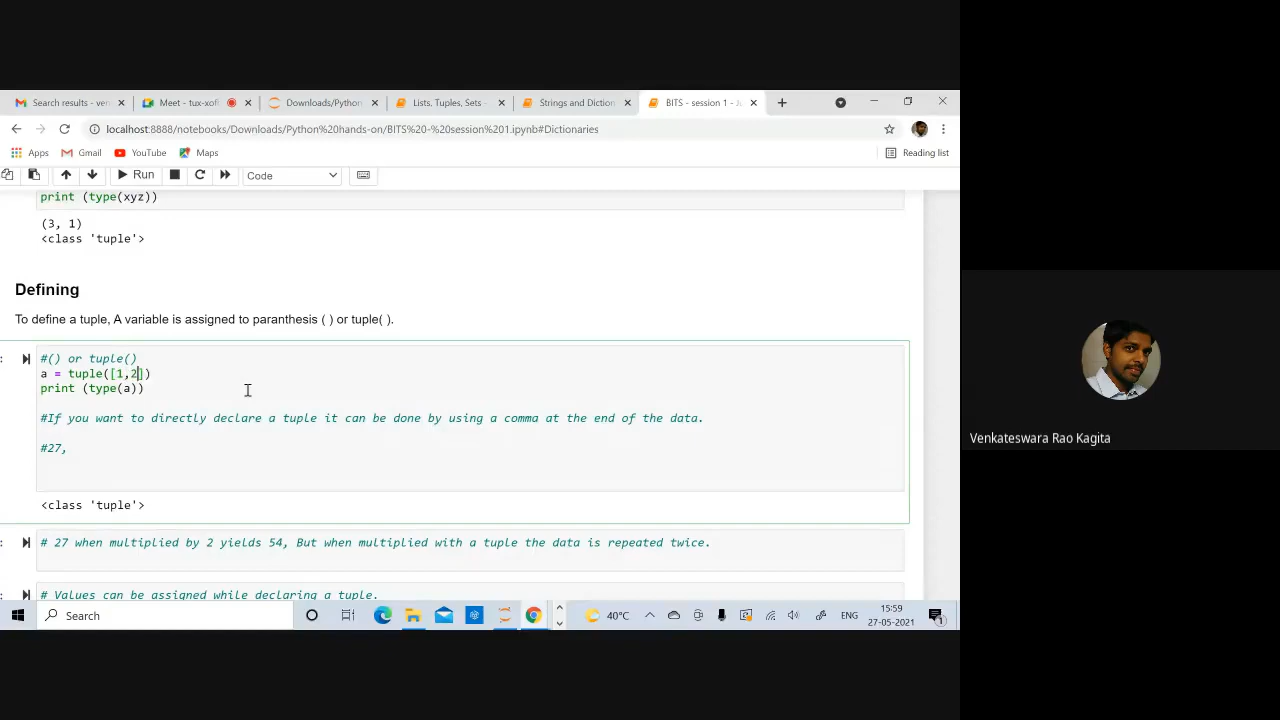 Search results - ven
Meet - tux-xofi
Downloads/Python
Lists, Tuples, Sets -
Strings and Diction
BITS - session 1 - Ju
localhost:8888/notebooks/Downloads/Python%20hands-on/BITS%20-%20session%201.ipynb#Dictionaries
Apps
Gmail
YouTube
Maps
Reading list
Run
Code
print (type(xyz))
(3, 1)
<class 'tuple'>
Defining
To define a tuple, A variable is assigned to paranthesis ( ) or tuple( ).
#() or tuple()
a = tuple([1,2])
print (type(a))
#If you want to directly declare a tuple it can be done by using a comma at the end of the data.
#27,
<class 'tuple'>
# 27 when multiplied by 2 yields 54, But when multiplied with a tuple the data is repeated twice.
# Values can be assigned while declaring a tuple.
Search
40°C
ENG
15:59
27-05-2021
1
Venkateswara Rao Kagita